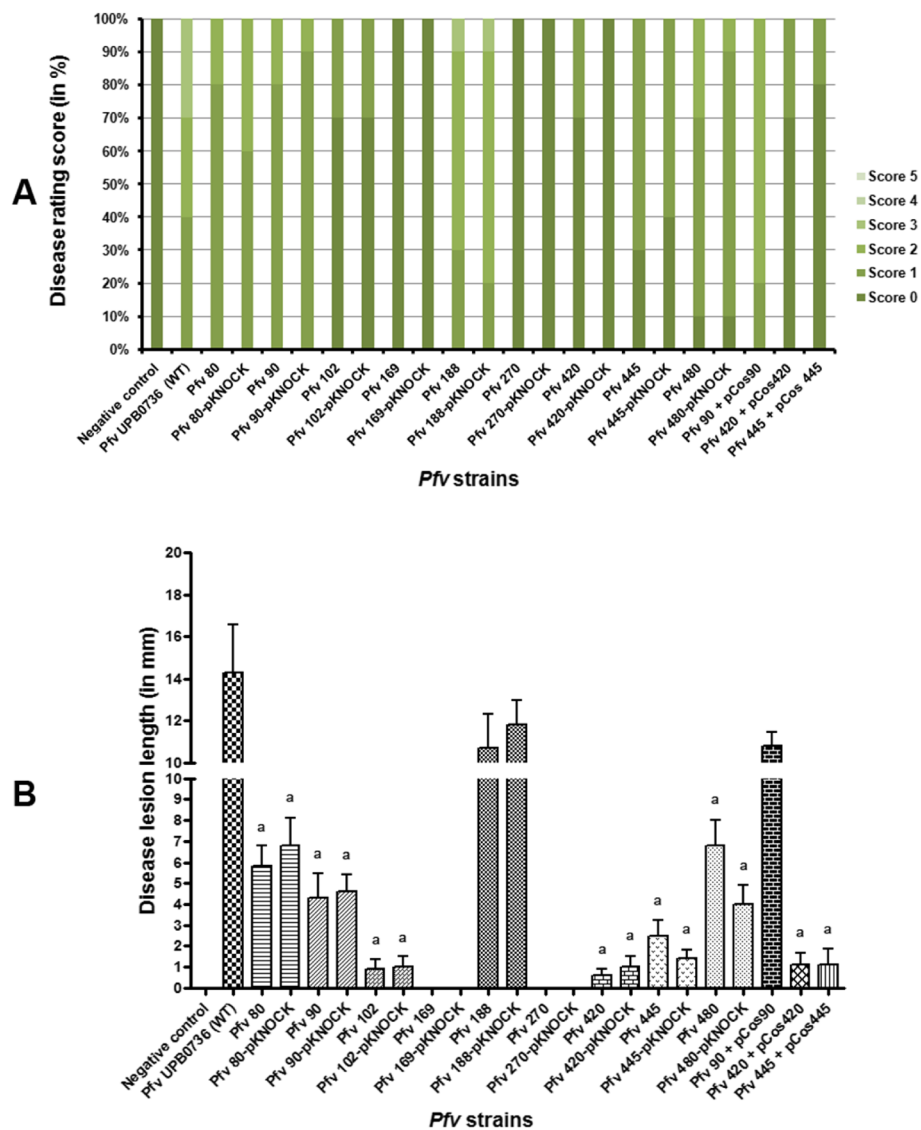 A
Disease rating score (in %)
100%
90%
80%
70%
60%
50%
40%
30%
20%
10%
0%
Score 5
Score 4
Score 3
Score 2
Score 1
Score 0
Negative control
Pfv UPB0736 (WT)
Pfv 80
Pfv 80-pKNOCK
Pfv 90
Pfv 90-pKNOCK
Pfv 102
Pfv 102-pKNOCK
Pfv 169
Pfv 169-pKNOCK
Pfv 188
Pfv 188-pKNOCK
Pfv 270
Pfv 270-pKNOCK
Pfv 420
Pfv 420-pKNOCK
Pfv 445
Pfv 445-pKNOCK
Pfv 480
Pfv 480-pKNOCK
Pfv 90 + pCos90
Pfv 420 + pCos420
Pfv 445 + pCos 445
Pfv strains
B
Disease lesion length (in mm)
20
18
16
14
12
10
10
9
8
7
6
5
4
3
2
1
0
a
a
a
a
a
a
a
a
a
a
a
a
a
a
Negative control
Pfv UPB0736 (WT)
Pfv 80
Pfv 80-pKNOCK
Pfv 90
Pfv 90-pKNOCK
Pfv 102
Pfv 102-pKNOCK
Pfv 169
Pfv 169-pKNOCK
Pfv 188
Pfv 188-pKNOCK
Pfv 270
Pfv 270-pKNOCK
Pfv 420
Pfv 420-pKNOCK
Pfv 445
Pfv 445-pKNOCK
Pfv 480
Pfv 480-pKNOCK
Pfv 90 + pCos90
Pfv 420 + pCos420
Pfv 445 + pCos445
Pfv strains